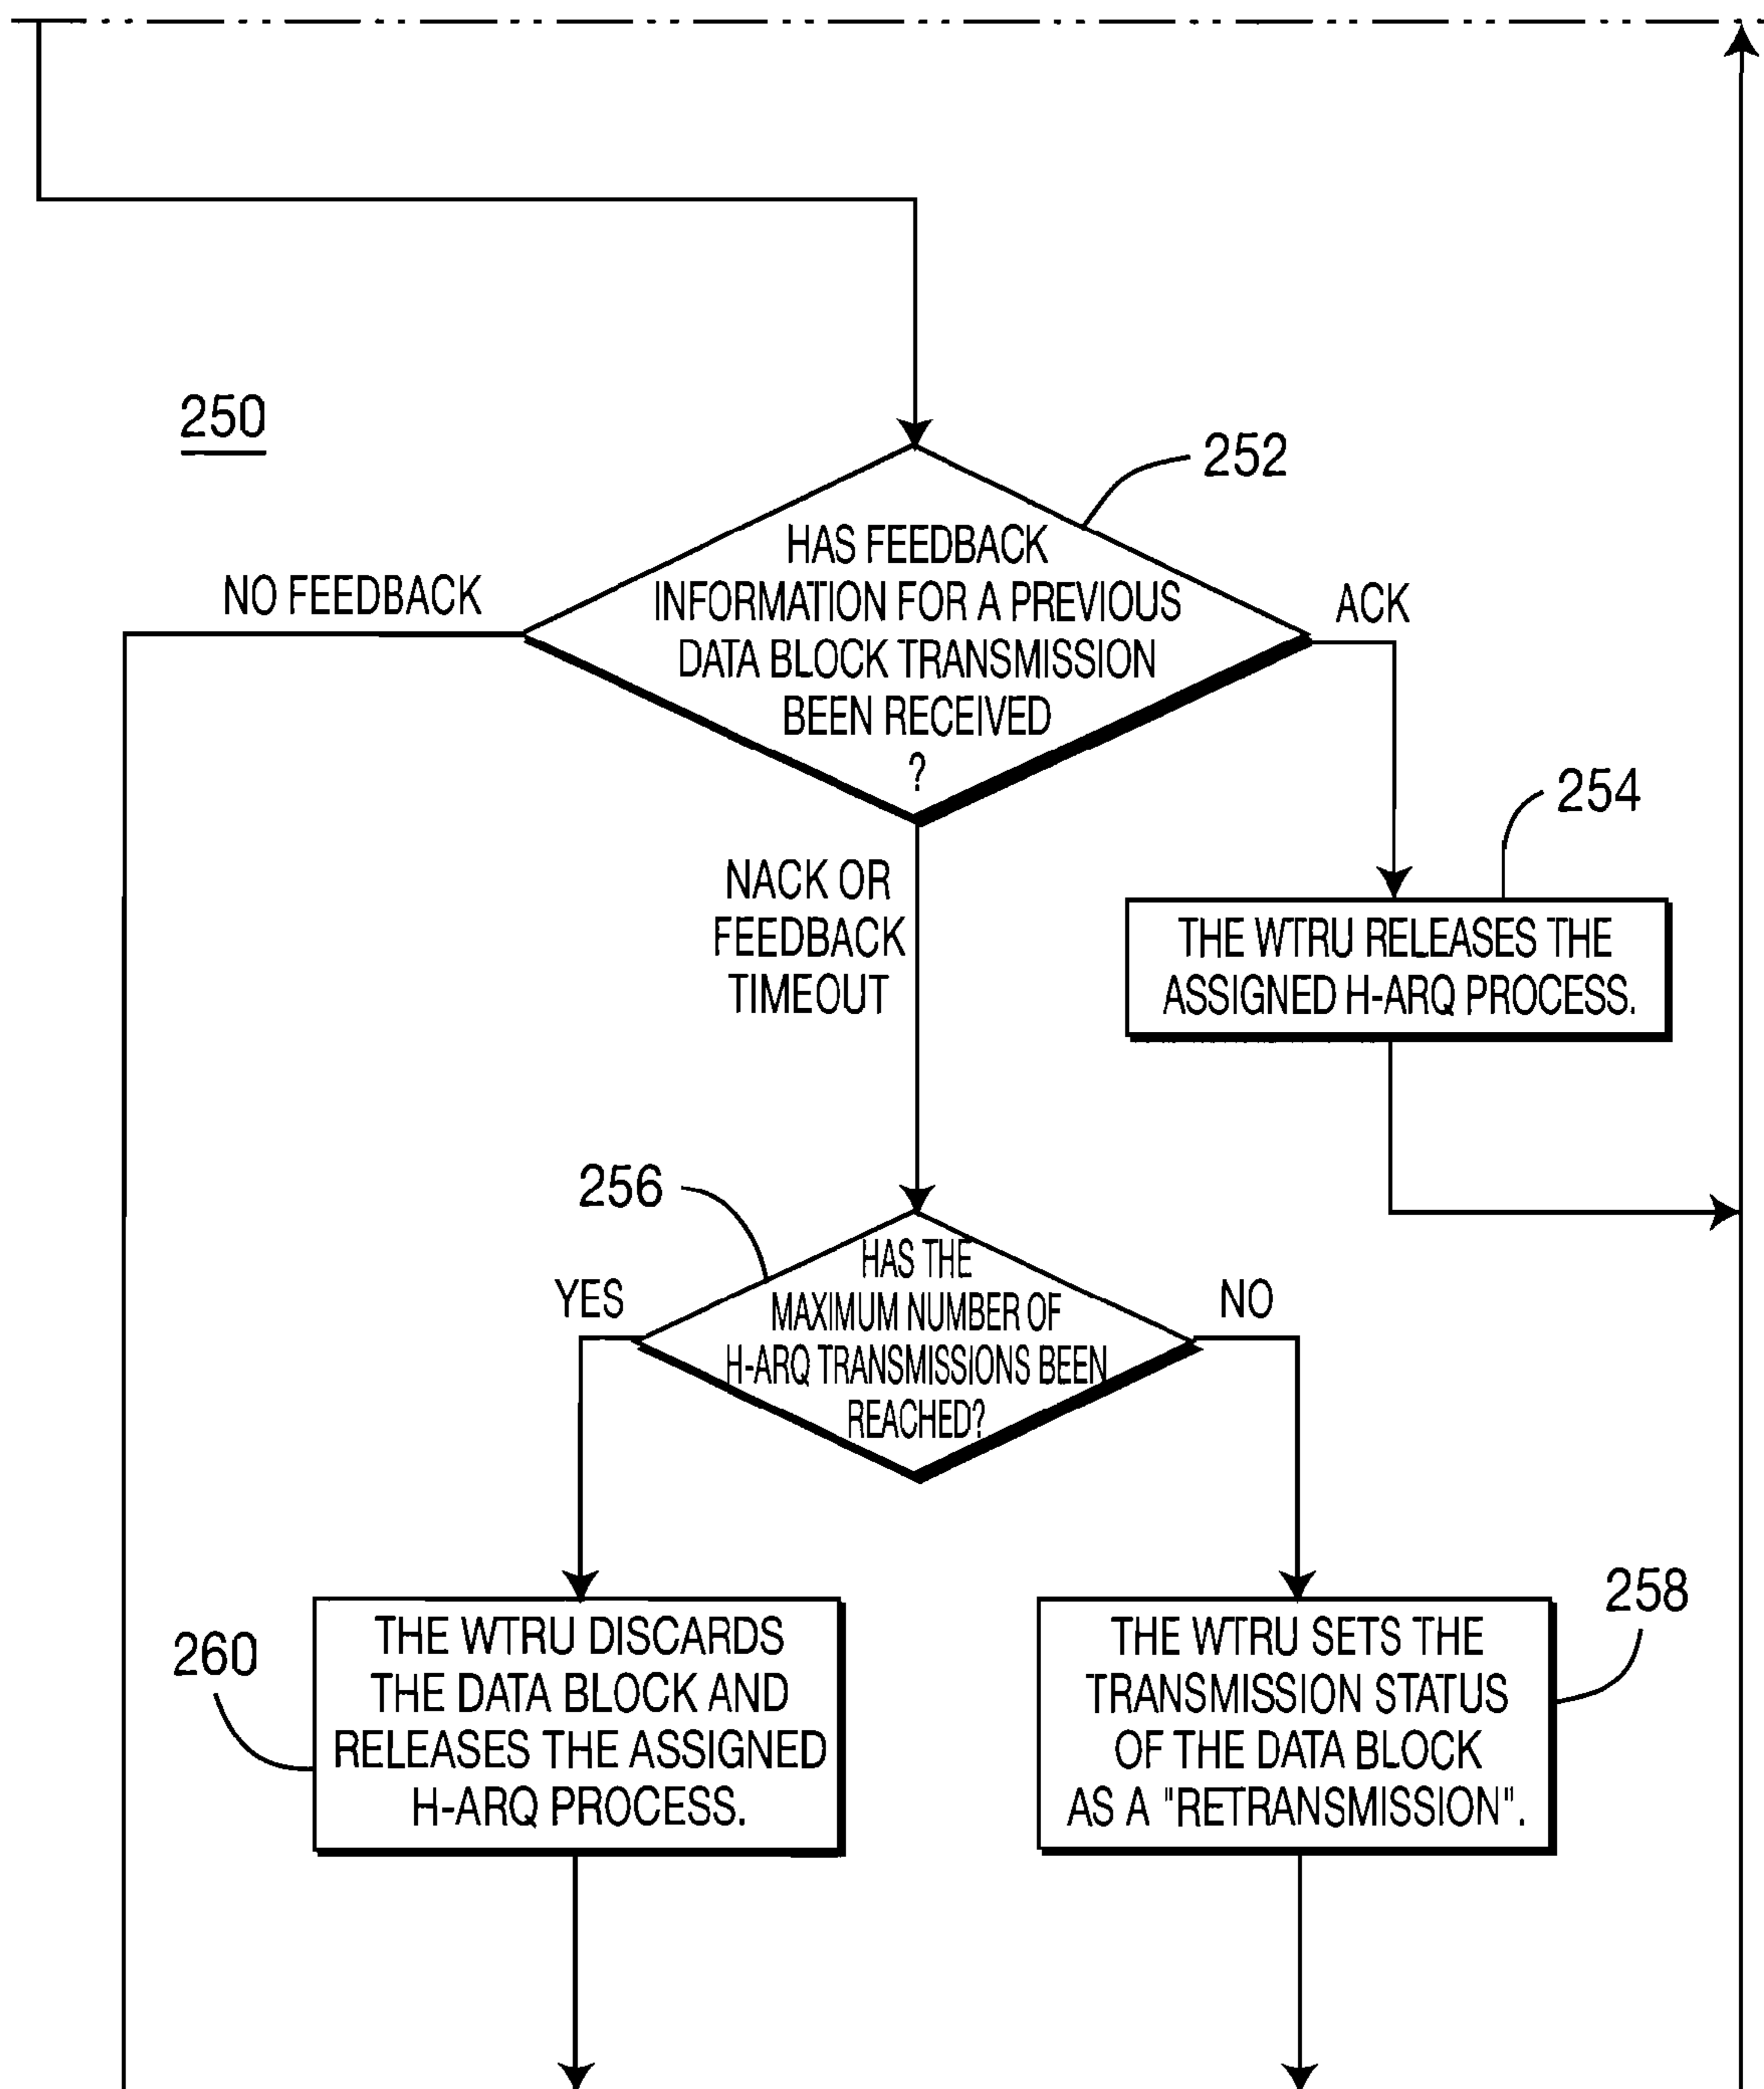 250
252
HAS FEEDBACK
INFORMATION FOR A PREVIOUS
DATA BLOCK TRANSMISSION
BEEN RECEIVED
?
NO FEEDBACK
ACK
254
NACK OR
FEEDBACK
TIMEOUT
THE WTRU RELEASES THE
ASSIGNED H-ARQ PROCESS.
256
HAS THE
MAXIMUM NUMBER OF
H-ARQ TRANSMISSIONS BEEN
REACHED?
YES
NO
260
THE WTRU DISCARDS
THE DATA BLOCK AND
RELEASES THE ASSIGNED
H-ARQ PROCESS.
258
THE WTRU SETS THE
TRANSMISSION STATUS
OF THE DATA BLOCK
AS A "RETRANSMISSION".